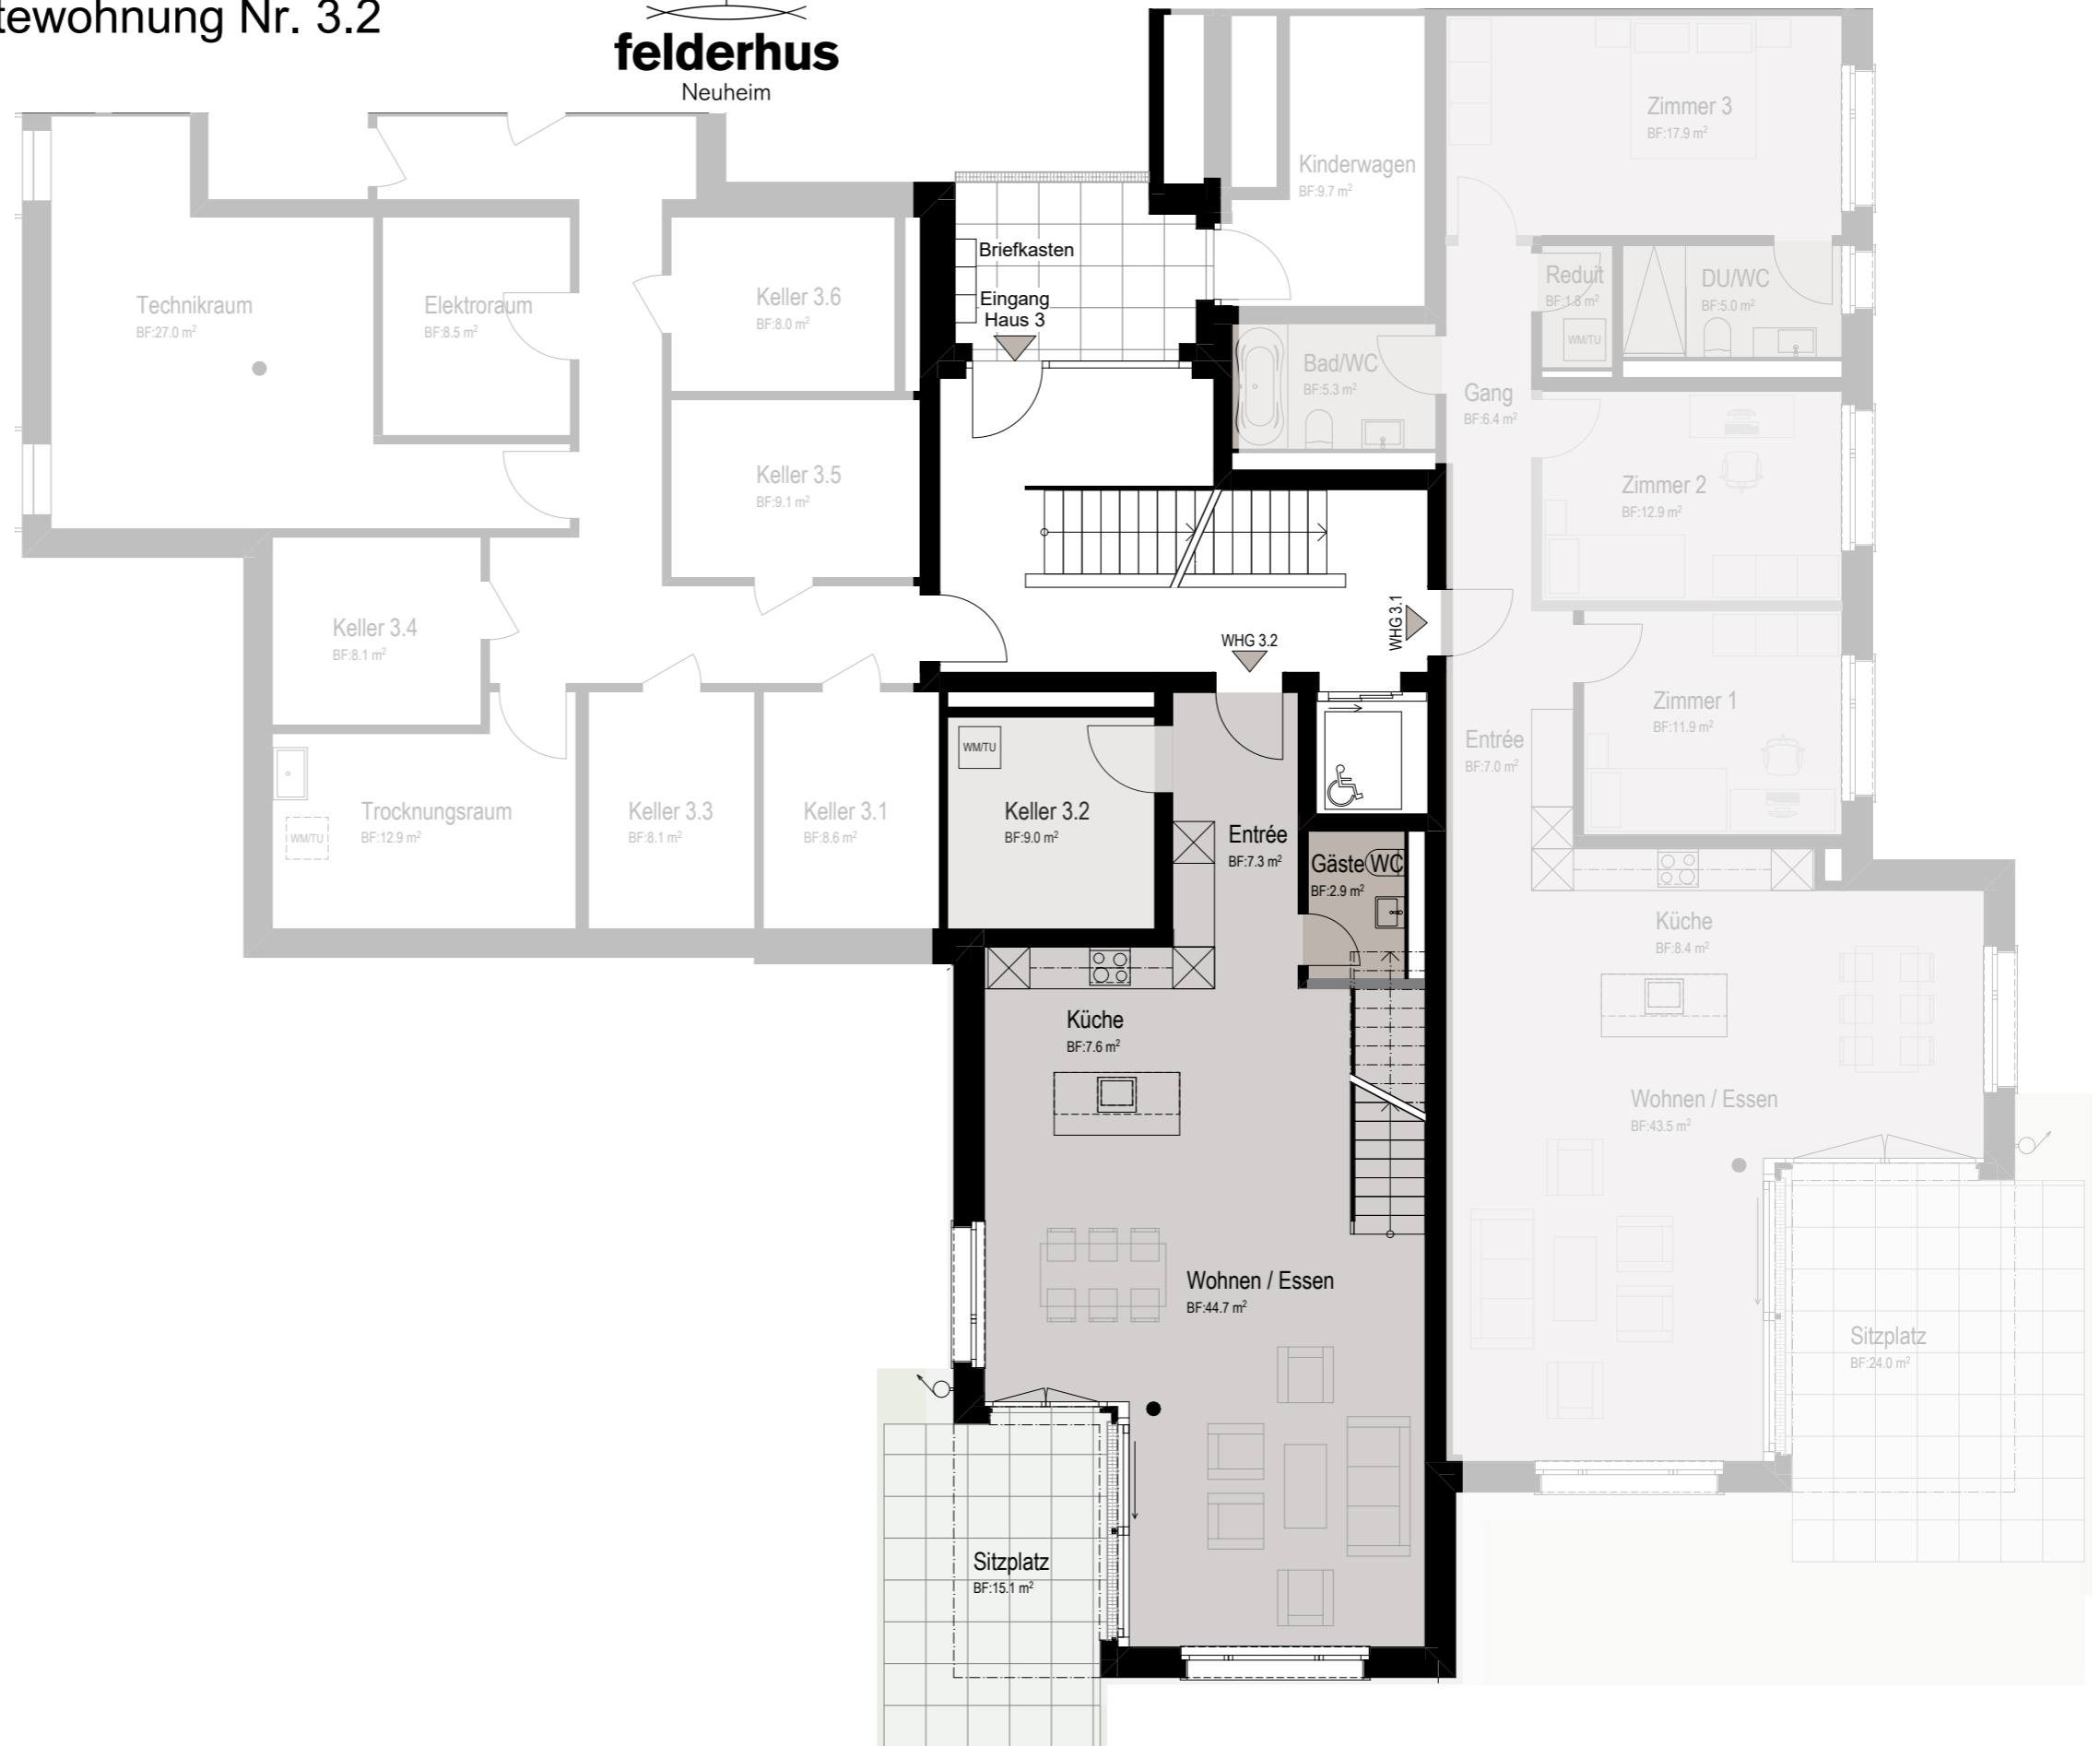 tewohnung Nr. 3.2
felderhus
Neuheim
Zimmer 3
BF:17.9 m²
Kinderwagen
BF:9.7 m²
Briefkasten
Eingang
Haus 3
Reduit
BF:1.8 m²
WM/TU
DU/WC
BF:5.0 m²
Technikraum
BF:27.0 m²
Elektroraum
BF:8.5 m²
Keller 3.6
BF:8.0 m²
Bad/WC
BF:5.3 m²
Gang
BF:6.4 m²
Keller 3.5
BF:9.1 m²
Zimmer 2
BF:12.9 m²
Keller 3.4
BF:8.1 m²
WHG 3.2
WHG 3.1
Zimmer 1
BF:11.9 m²
Entrée
BF:7.0 m²
WM/TU
Trocknungsraum
BF:12.9 m²
WM/TU
Keller 3.3
BF:8.1 m²
Keller 3.1
BF:8.6 m²
Keller 3.2
BF:9.0 m²
Entrée
BF:7.3 m²
Gäste WC
BF:2.9 m²
Küche
BF:8.4 m²
Küche
BF:7.6 m²
Wohnen / Essen
BF:43.5 m²
Wohnen / Essen
BF:44.7 m²
Sitzplatz
BF:24.0 m²
Sitzplatz
BF:15.1 m²